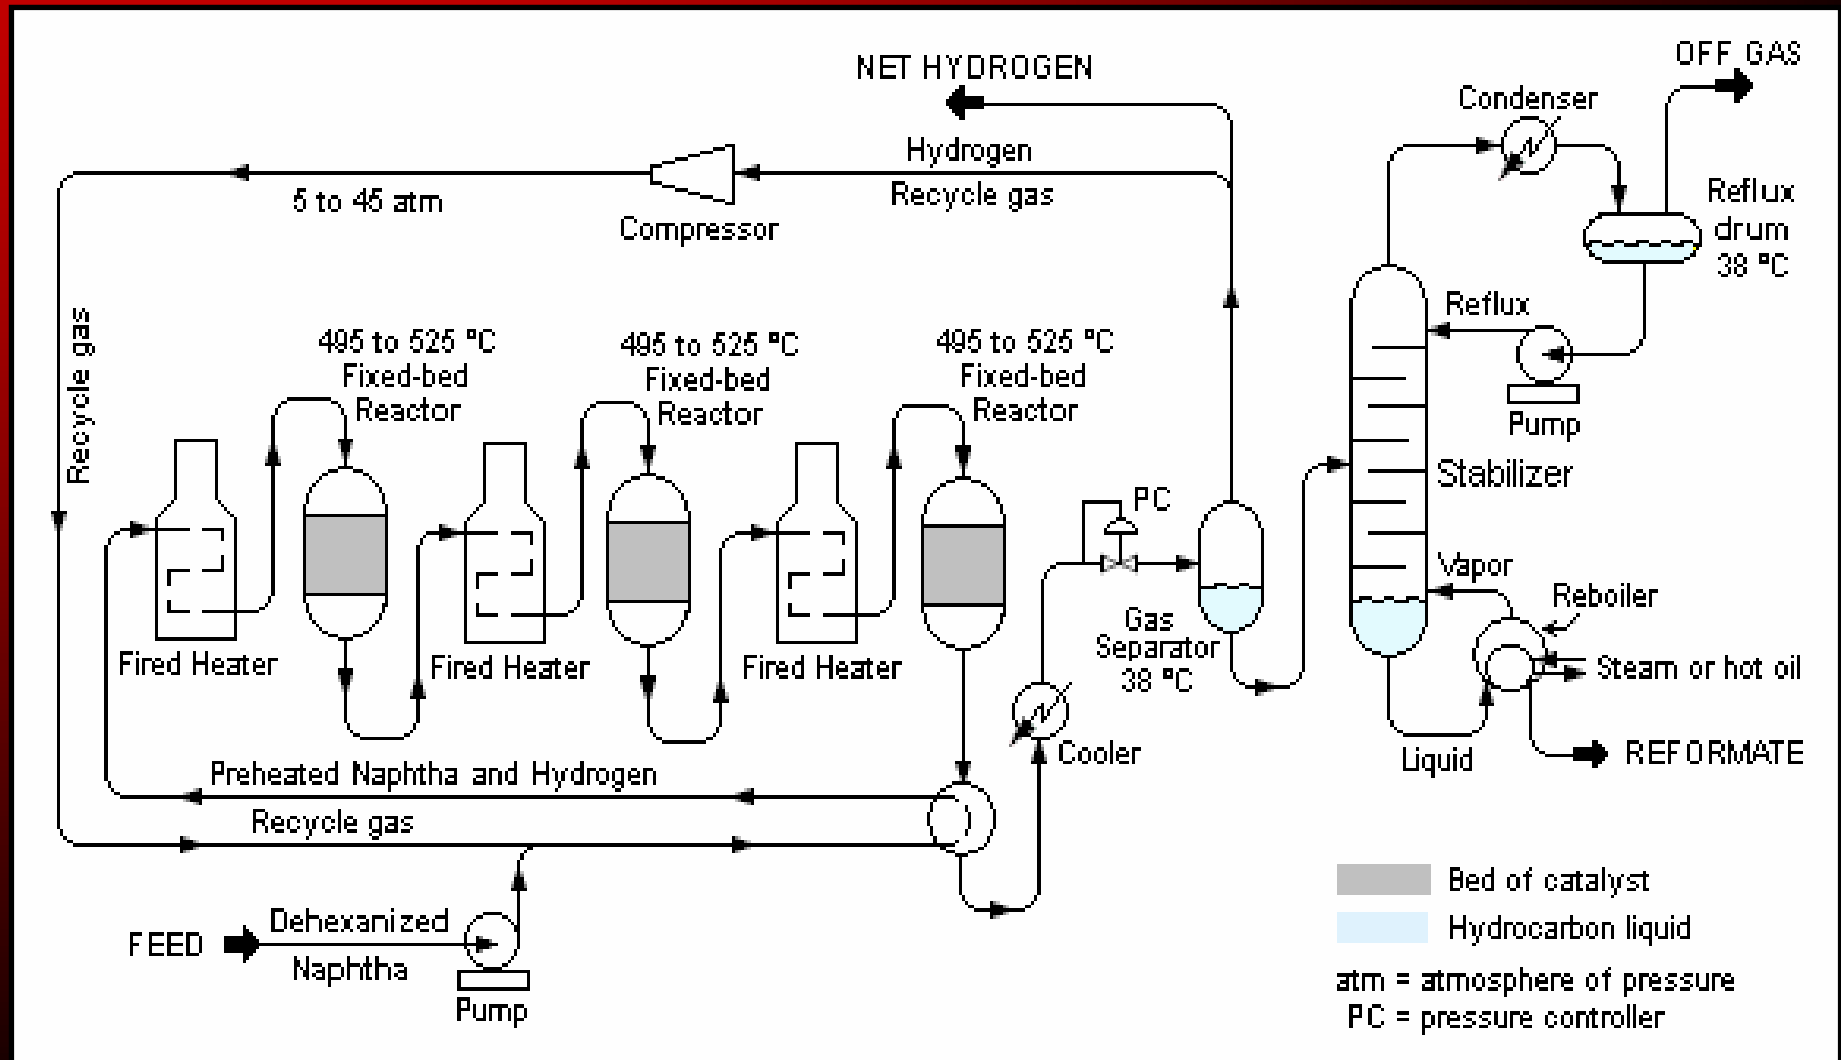 NET HYDROGEN
OFF GAS
Condenser
Hydrogen
Recycle gas
5 to 45 atm
Compressor
Reflux
drum
38 °C
Reflux
Pump
Recycle gas
495 to 525 °C
Fixed-bed
Reactor
495 to 525 °C
Fixed-bed
Reactor
495 to 525 °C
Fixed-bed
Reactor
Stabilizer
PC
Vapor
Reboiler
Gas
Separator
38 °C
Steam or hot oil
Fired Heater
Fired Heater
Fired Heater
Cooler
Liquid
REFORMATE
Preheated Naphtha and Hydrogen
Recycle gas
FEED
Dehexanized
Naphtha
Pump
Bed of catalyst
Hydrocarbon liquid
atm = atmosphere of pressure
PC = pressure controller